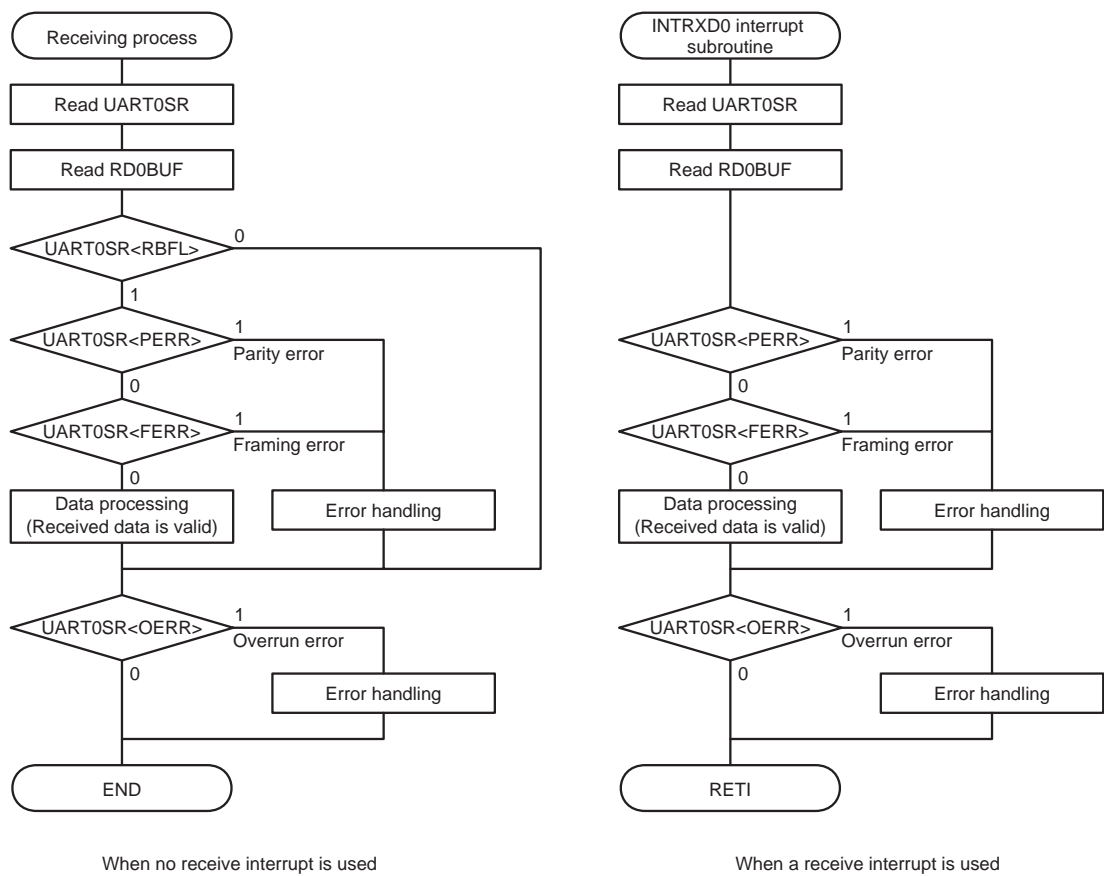 Receiving process
Read UART0SR
Read RD0BUF
UART0SR<RBFL>
0
1
UART0SR<PERR>
1
Parity error
0
UART0SR<FERR>
1
Framing error
0
Data processing
(Received data is valid)
Error handling
UART0SR<OERR>
1
Overrun error
0
Error handling
END
When no receive interrupt is used
INTRXD0 interrupt
subroutine
Read UART0SR
Read RD0BUF
UART0SR<PERR>
1
Parity error
0
UART0SR<FERR>
1
Framing error
0
Data processing
(Received data is valid)
Error handling
UART0SR<OERR>
1
Overrun error
0
Error handling
RETI
When a receive interrupt is used